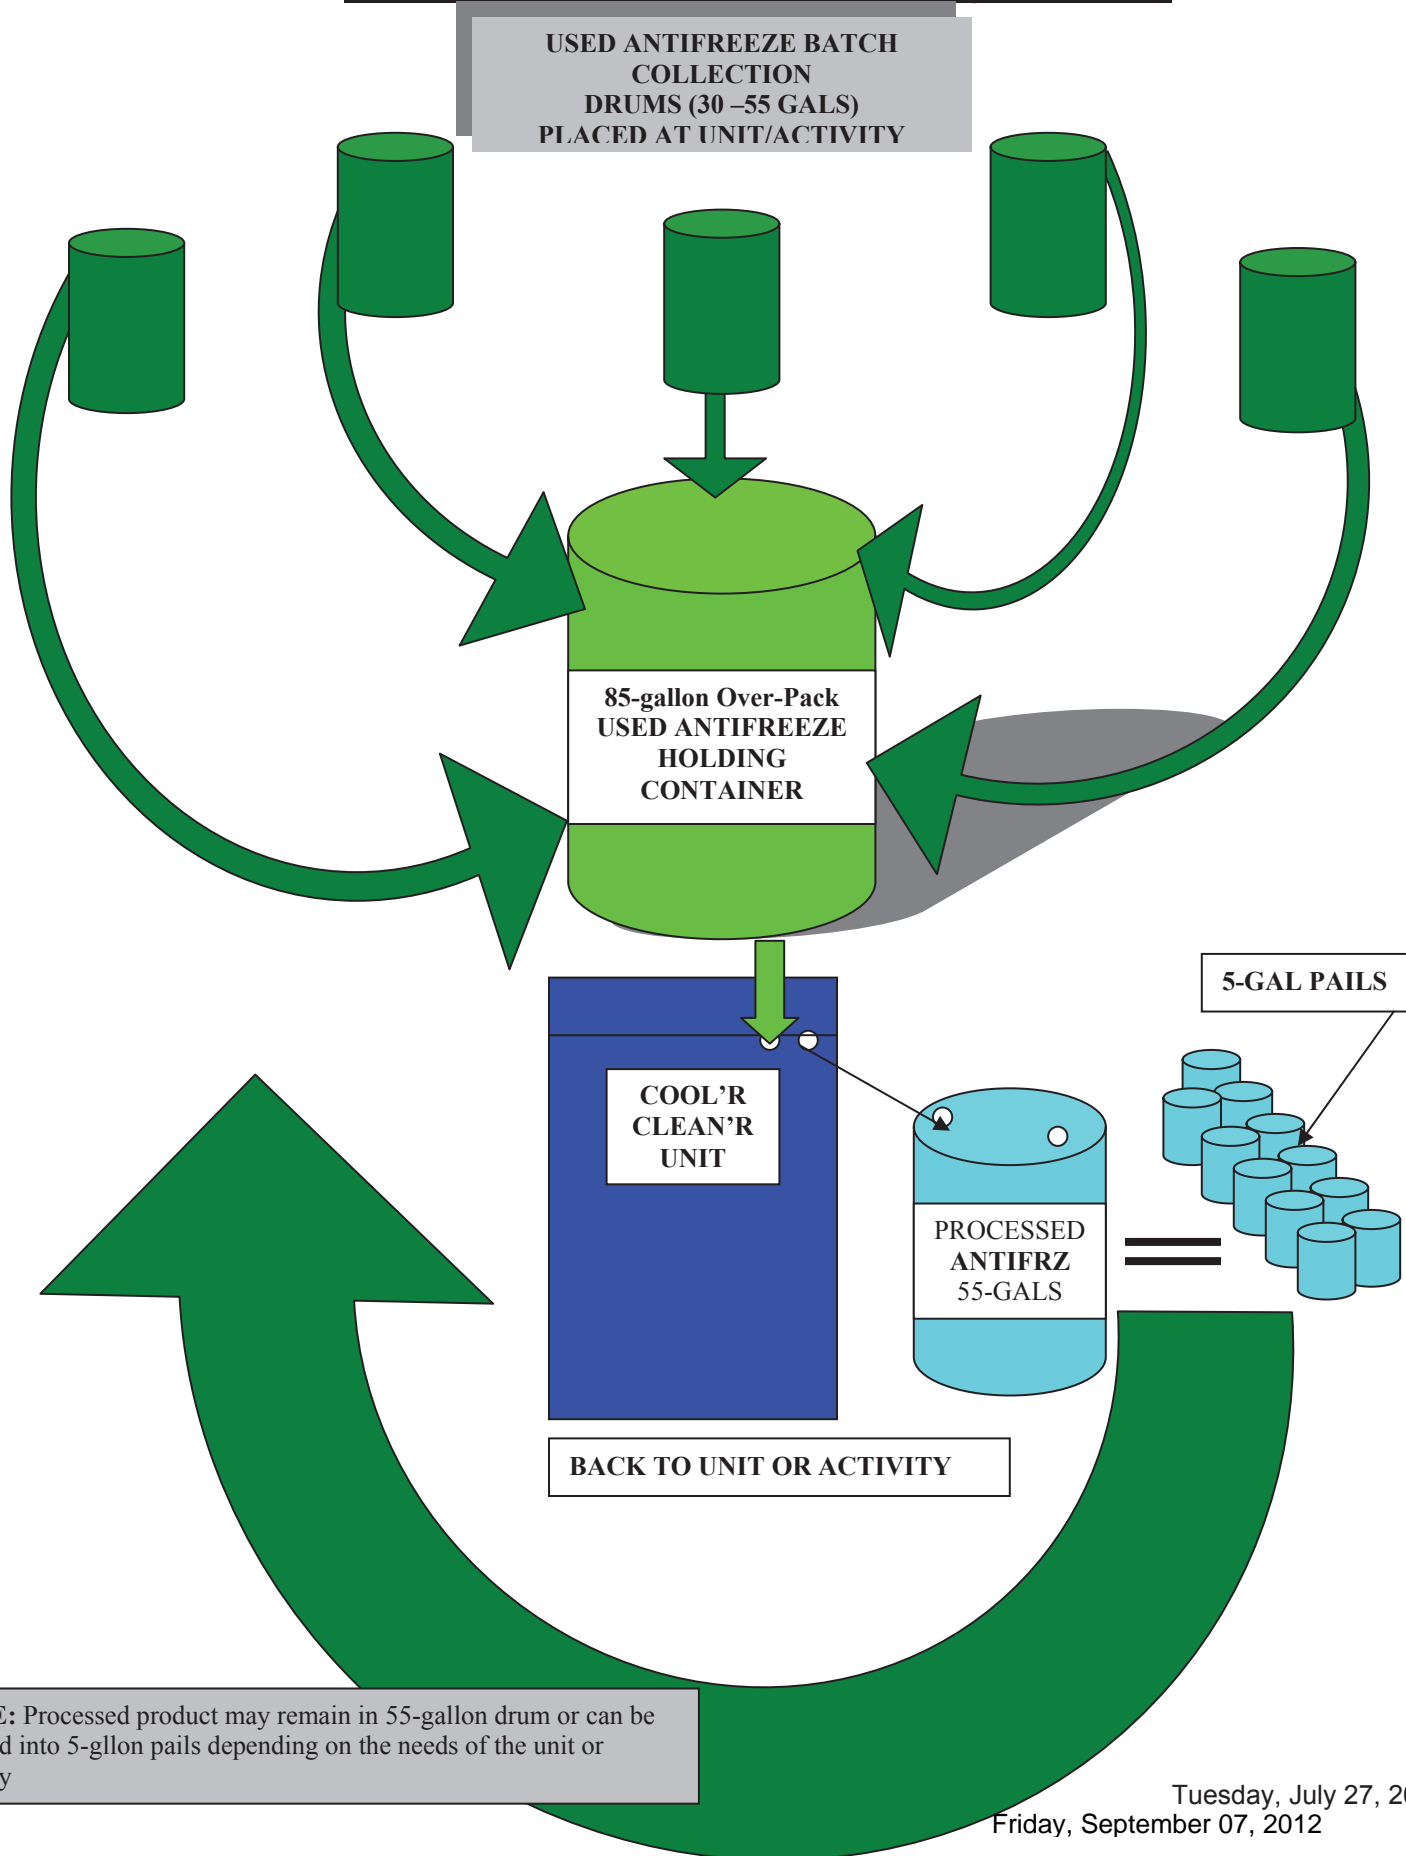 USED ANTIFREEZE BATCH
COLLECTION
DRUMS (30 –55 GALS)
PLACED AT UNIT/ACTIVITY
85-gallon Over-Pack
USED ANTIFREEZE
HOLDING
CONTAINER
5-GAL PAILS
COOL’R
CLEAN’R
UNIT
PROCESSED
ANTIFRZ
55-GALS
BACK TO UNIT OR ACTIVITY
E: Processed product may remain in 55-gallon drum or can be
d into 5-gllon pails depending on the needs of the unit or
y
Tuesday, July 27, 20
Friday, September 07, 2012